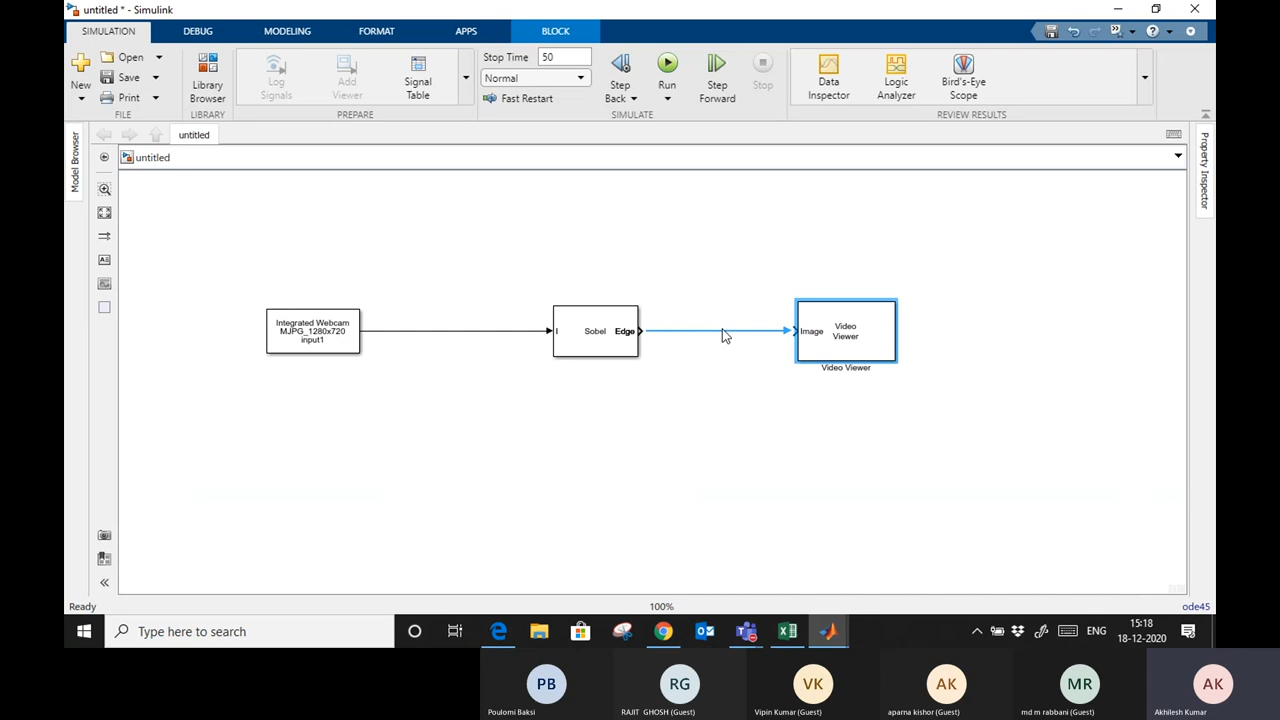 untitled * - Simulink
SIMULATION DEBUG MODELING FORMAT APPS BLOCK
New
Open
Save
Print
FILE
Library
Browser
LIBRARY
Log
Signals
Add
Viewer
Signal
Table
PREPARE
Stop Time 50
Normal
Fast Restart
Step
Back
Run
Step
Forward
Stop
SIMULATE
Data
Inspector
Logic
Analyzer
Bird's-Eye
Scope
REVIEW RESULTS
Model Browser
untitled
untitled
Property Inspector
Integrated Webcam
MJPG_1280x720
input1
I Sobel Edge
Image
Video
Viewer
Video Viewer
Ready 100% ode45
Type here to search
ENG
15:18
18-12-2020
PB
Poulomi Baksi
RG
RAJIT GHOSH (Guest)
VK
Vipin Kumar (Guest)
AK
aparna kishor (Guest)
MR
md m rabbani (Guest)
AK
Akhilesh Kumar